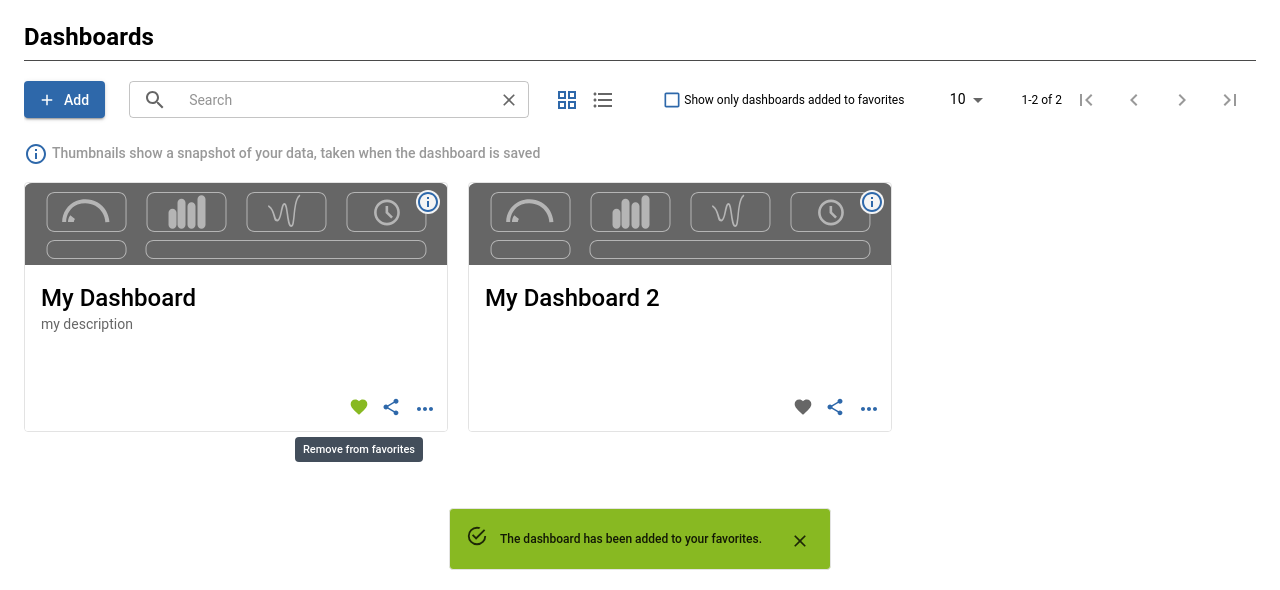 Dashboards
Add
Search
Show only dashboards added to favorites
10
1-2 of 2
Thumbnails show a snapshot of your data, taken when the dashboard is saved
My Dashboard
my description
My Dashboard 2
Remove from favorites
The dashboard has been added to your favorites.